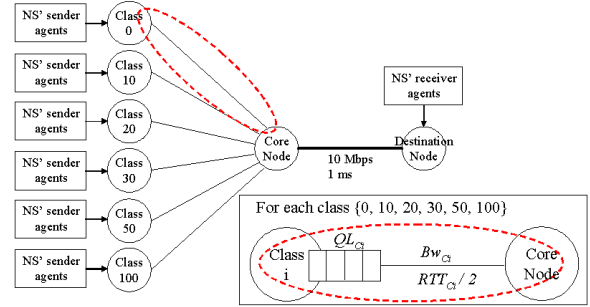 NS' sender
agents
Class
0
NS' sender
agents
Class
10
NS' sender
agents
Class
20
NS' sender
agents
Class
30
NS' sender
agents
Class
50
NS' sender
agents
Class
100
NS' receiver
agents
Core
Node
10 Mbps
1 ms
Destination
Node
For each class {0, 10, 20, 30, 50, 100}
Class
i
QL_Ci
Bw_Ci
RTT_Ci / 2
Core
Node